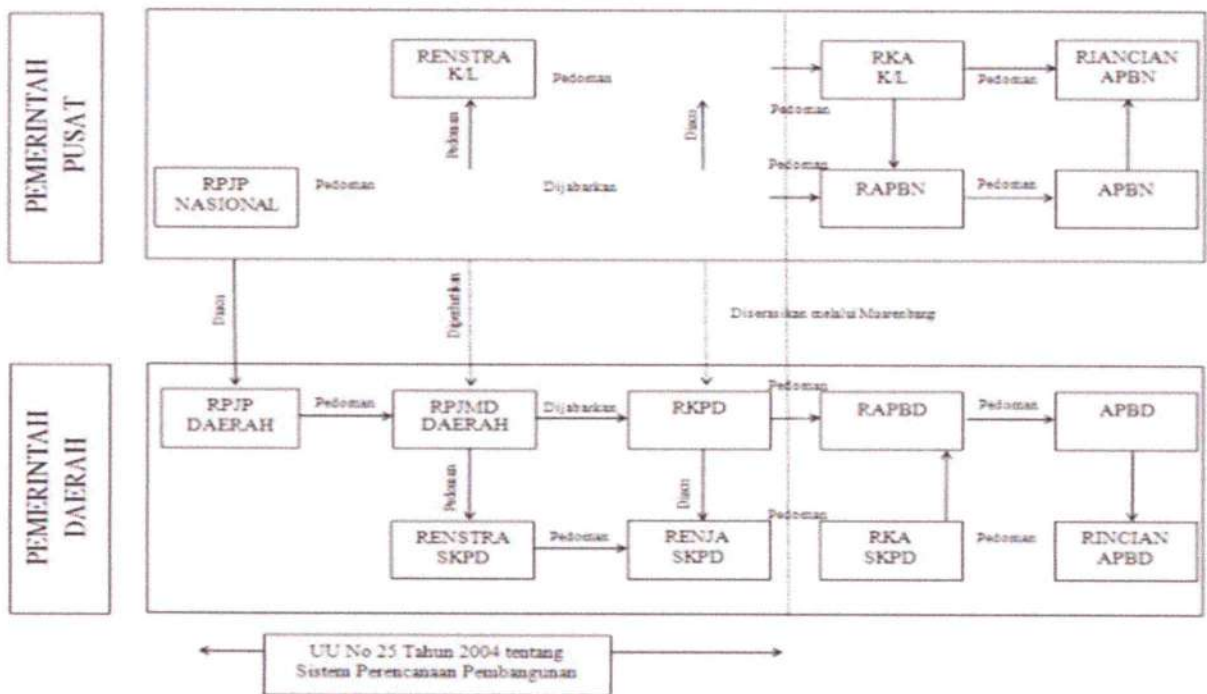 PEMERINTAH
PUSAT
RENSTRA
K/L
Pedoman
RKA
K/L
Pedoman
RIANCIAN
APBN
Pedoman
Pedoman
Diacu
RPJP
NASIONAL
Pedoman
Dijabarkan
Pedoman
RAPBN
Pedoman
APBN
Diacu
Diperhatikan
Diserasikan melalui Musrenbang
PEMERINTAH
DAERAH
RPJP
DAERAH
Pedoman
RPJMD
DAERAH
Dijabarkan
RKPD
Pedoman
RAPBD
Pedoman
APBD
Pedoman
Diacu
RENSTRA
SKPD
Pedoman
RENJA
SKPD
Pedoman
RKA
SKPD
Pedoman
RINCIAN
APBD
UU No 25 Tahun 2004 tentang
Sistem Perencanaan Pembangunan